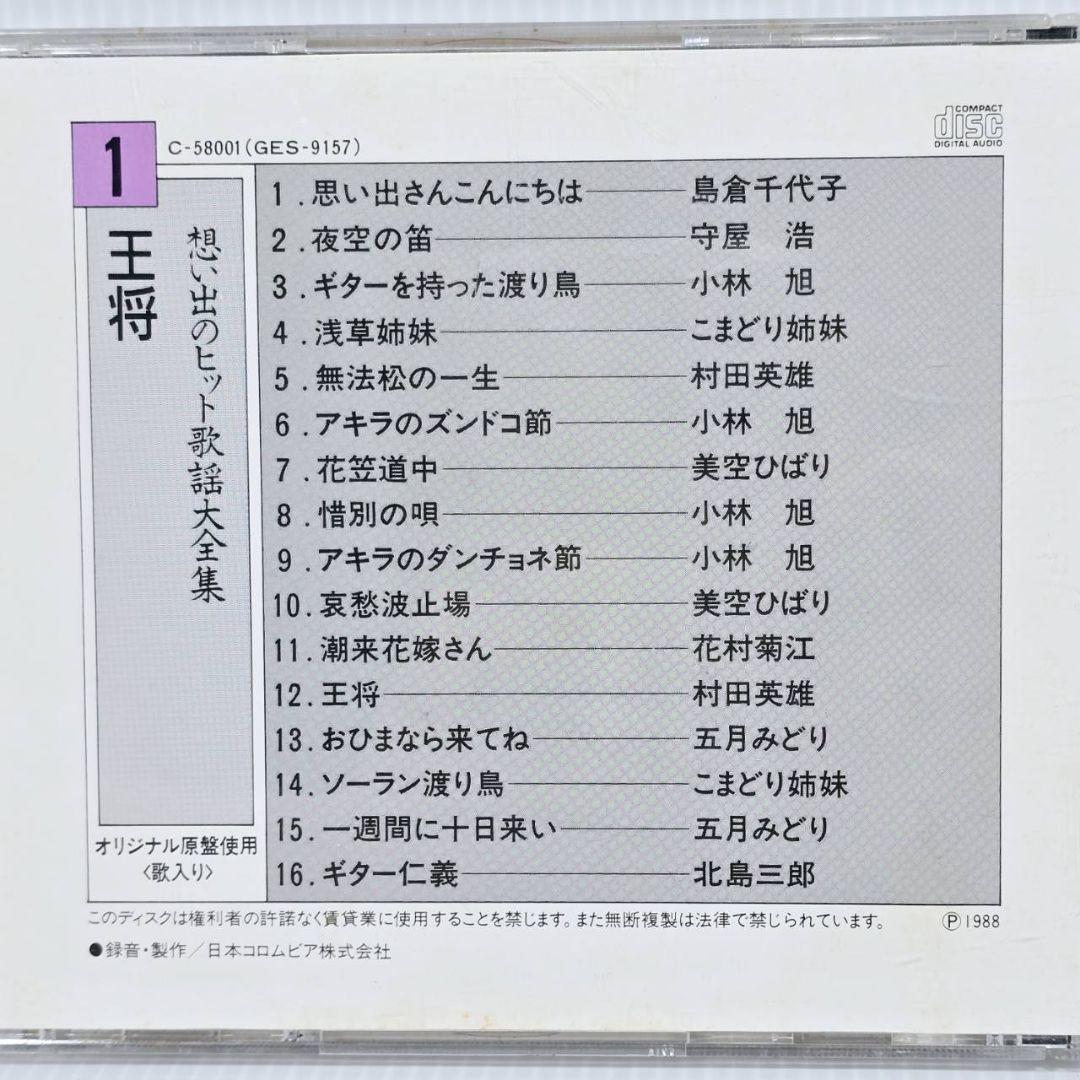 COMPACT
disc
DIGITAL AUDIO
1
C-58001(GES-9157)
王将
想い出のヒット歌謡大全集
1.思い出さんこんにちは――島倉千代子
2.夜空の笛――守屋 浩
3.ギターを持った渡り鳥――小林 旭
4.浅草姉妹――こまどり姉妹
5.無法松の一生――村田英雄
6.アキラのズンドコ節――小林 旭
7.花笠道中――美空ひばり
8.惜別の唄――小林 旭
9.アキラのダンチョネ節――小林 旭
10.哀愁波止場――美空ひばり
11.潮来花嫁さん――花村菊江
12.王将――村田英雄
13.おひまなら来てね――五月みどり
14.ソーラン渡り鳥――こまどり姉妹
15.一週間に十日来い――五月みどり
16.ギター仁義――北島三郎
オリジナル原盤使用
〈歌入り〉
このディスクは権利者の許諾なく賃貸業に使用することを禁じます。また無断複製は法律で禁じられています。 Ⓟ1988
●録音・製作/日本コロムビア株式会社